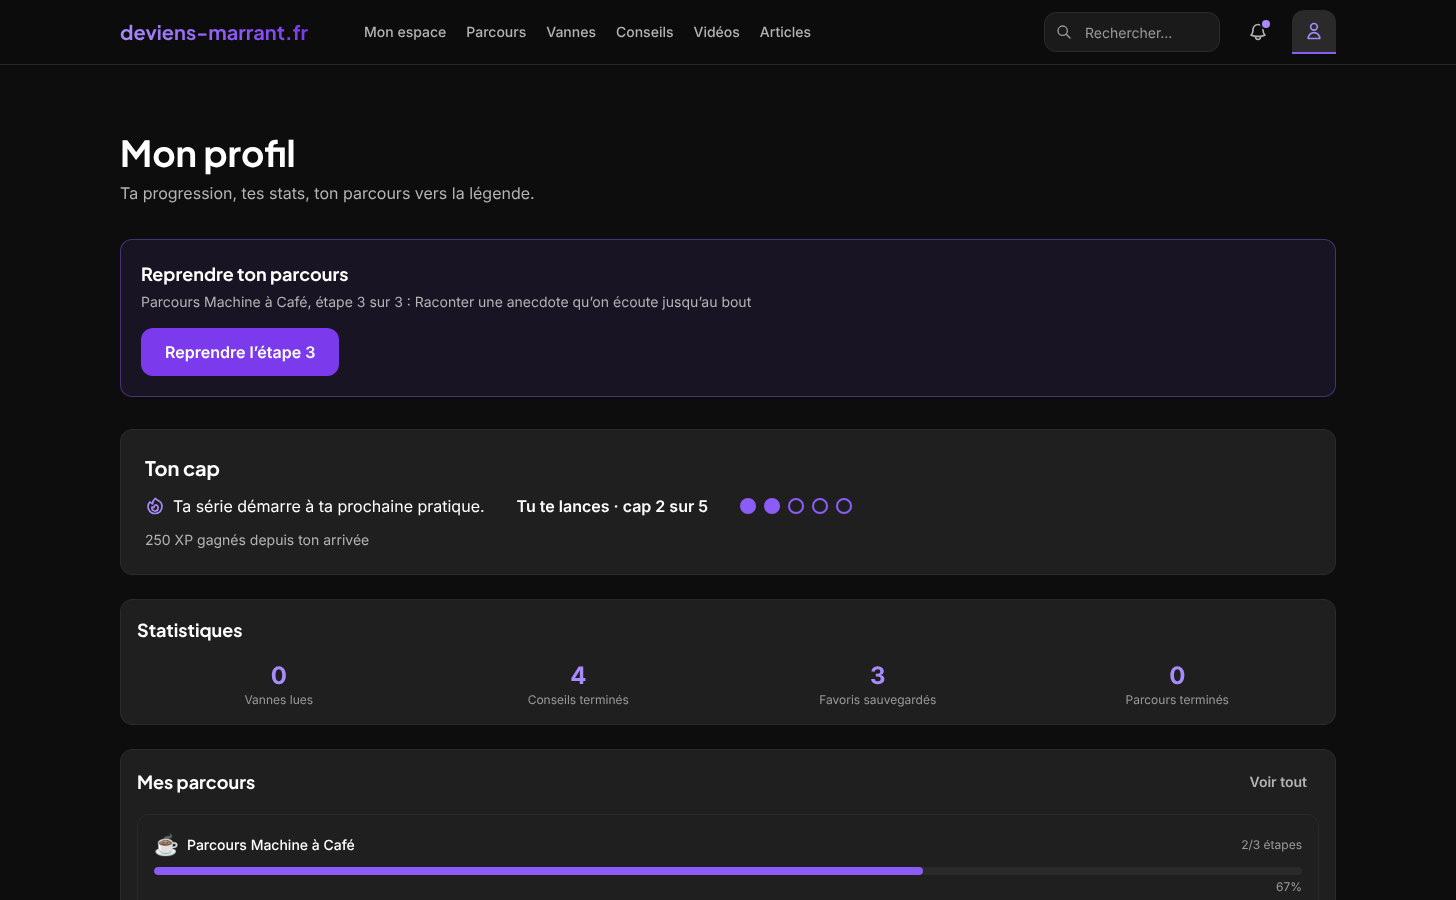 deviens-marrant.fr
Mon espace
Parcours
Vannes
Conseils
Vidéos
Articles
Rechercher...
Mon profil
Ta progression, tes stats, ton parcours vers la légende.
Reprendre ton parcours
Parcours Machine à Café, étape 3 sur 3 : Raconter une anecdote qu’on écoute jusqu’au bout
Reprendre l’étape 3
Ton cap
Ta série démarre à ta prochaine pratique.
Tu te lances · cap 2 sur 5
250 XP gagnés depuis ton arrivée
Statistiques
0
Vannes lues
4
Conseils terminés
3
Favoris sauvegardés
0
Parcours terminés
Mes parcours
Voir tout
Parcours Machine à Café
2/3 étapes
67%